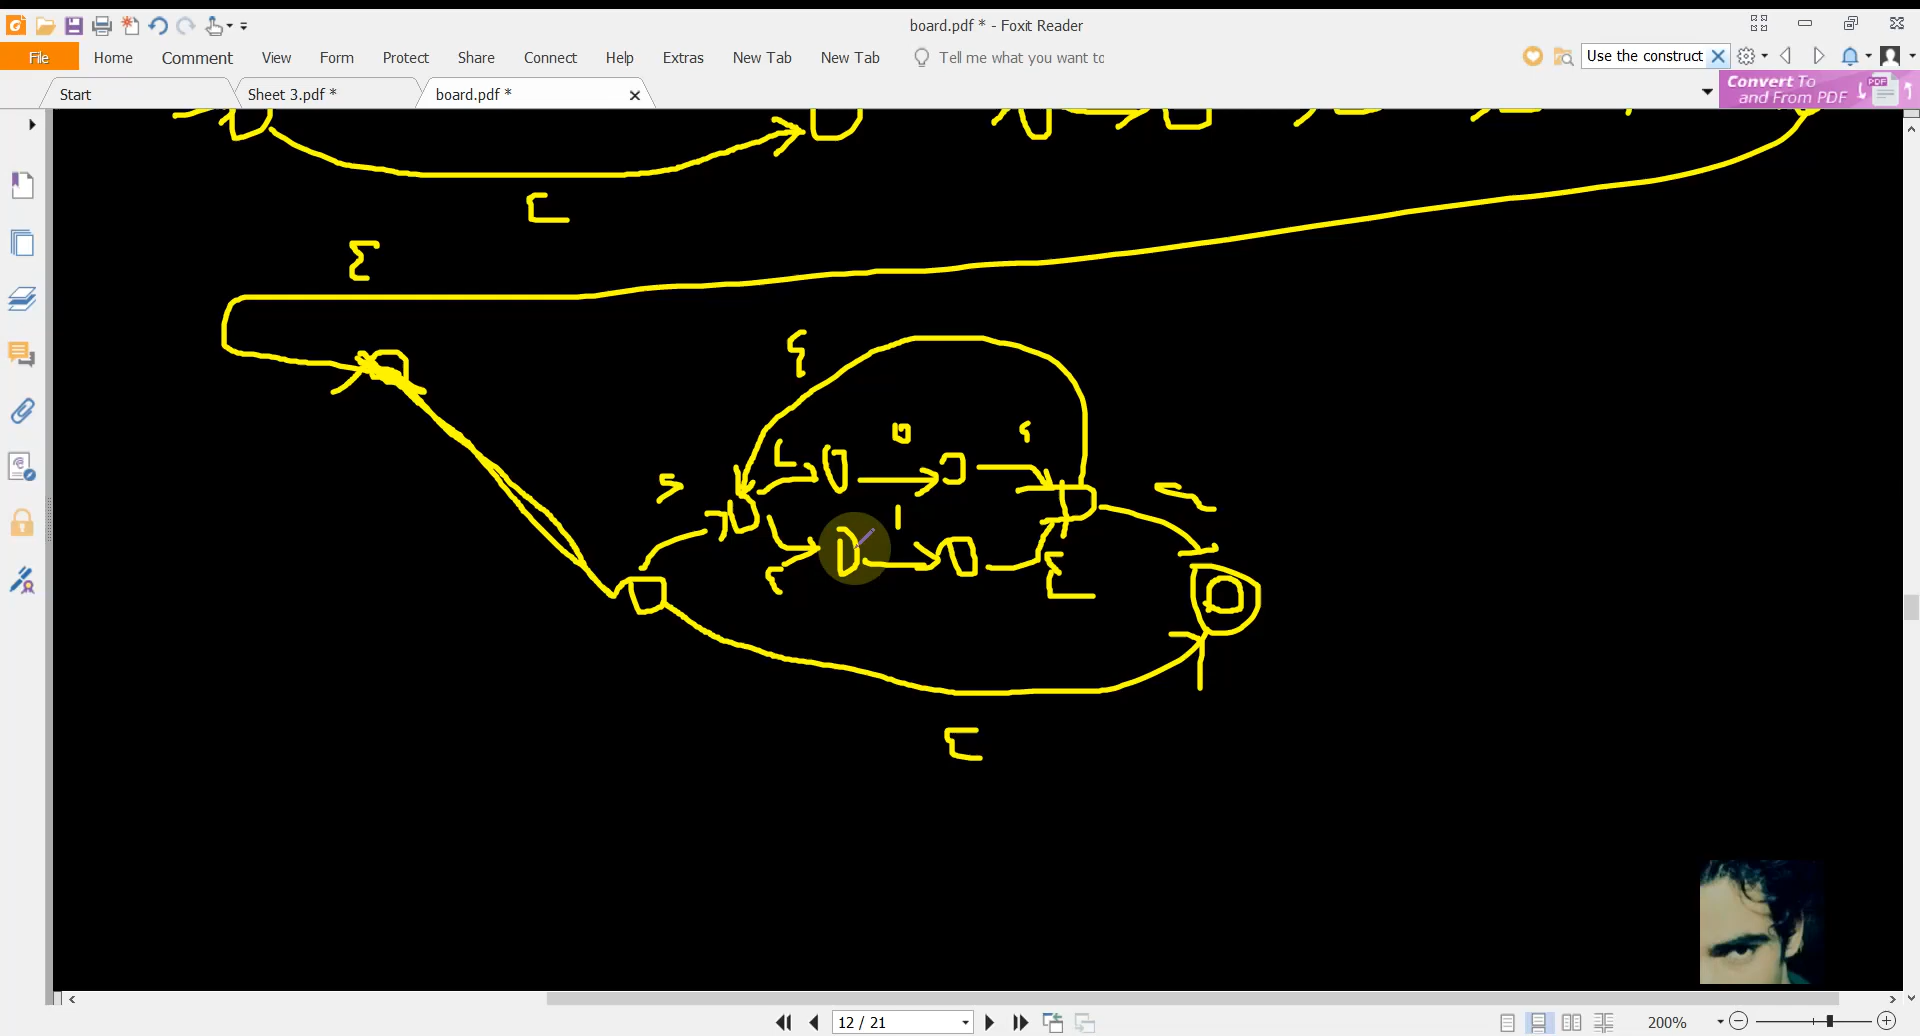 board.pdf * - Foxit Reader
File Home Comment View Form Protect Share Connect Help Extras New Tab New Tab Tell me what you want to Use the construct
Start Sheet 3.pdf * board.pdf *
Convert To
and From PDF
PDF
Σ
0
1
12 / 21
200%